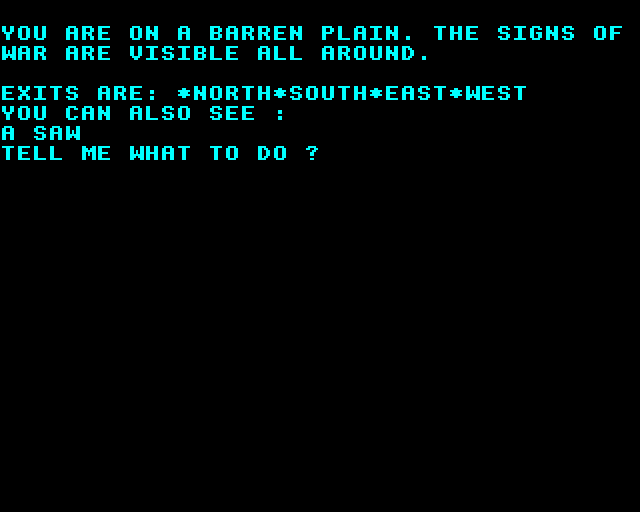 YOU ARE ON A BARREN PLAIN. THE SIGNS OF
WAR ARE VISIBLE ALL AROUND.
EXITS ARE: *NORTH*SOUTH*EAST*WEST
YOU CAN ALSO SEE :
A SAW
TELL ME WHAT TO DO ?